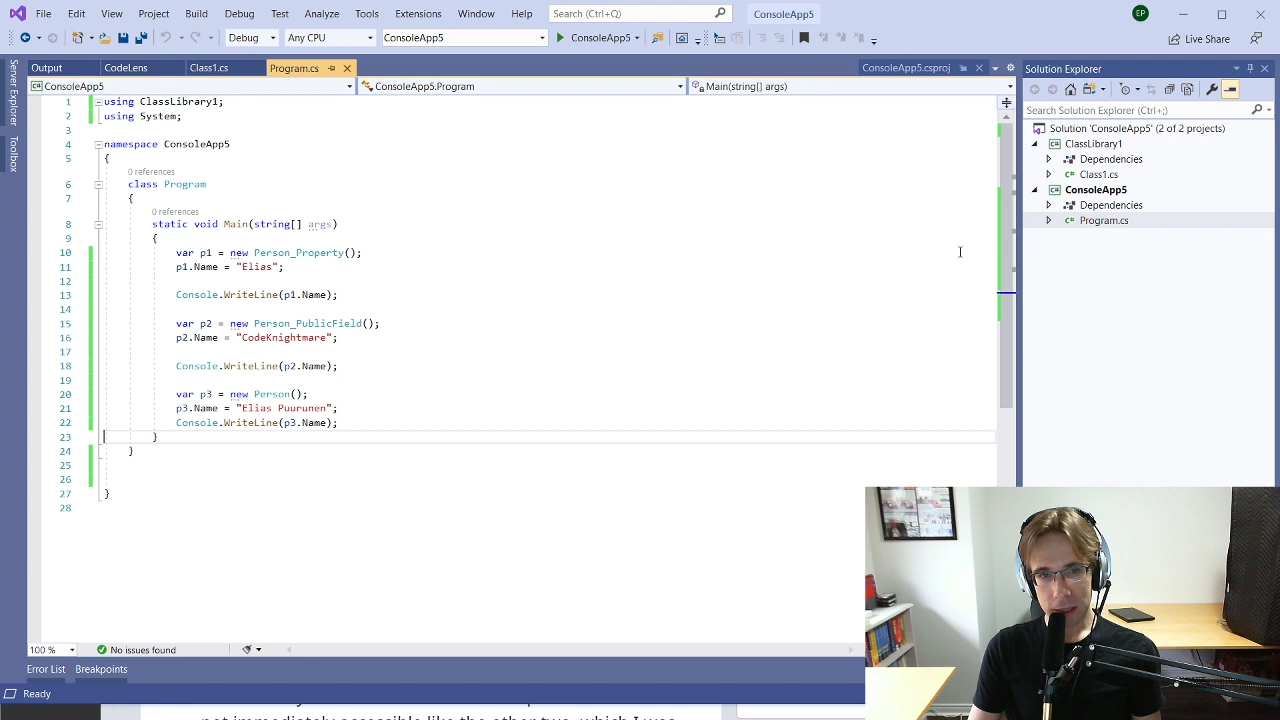 File Edit View Git Project Build Debug Test Analyze Tools Extensions Window Help Search (Ctrl+Q) ConsoleApp5 EP
Debug Any CPU ConsoleApp5 ConsoleApp5 Live Share
Output CodeLens Class1.cs Program.cs ConsoleApp5.csproj
ConsoleApp5 ConsoleApp5.Program Main(string[] args)
Server Explorer
Toolbox
1 using ClassLibrary1;
2 using System;
3
4 namespace ConsoleApp5
5 {
0 references
6 class Program
7 {
0 references
8 static void Main(string[] args)
9 {
10 var p1 = new Person_Property();
11 p1.Name = "Elias";
12
13 Console.WriteLine(p1.Name);
14
15 var p2 = new Person_PublicField();
16 p2.Name = "CodeKnightmare";
17
18 Console.WriteLine(p2.Name);
19
20 var p3 = new Person();
21 p3.Name = "Elias Puurunen";
22 Console.WriteLine(p3.Name);
23 }
24 }
25
26
27 }
28
Solution Explorer
Search Solution Explorer (Ctrl+;)
Solution 'ConsoleApp5' (2 of 2 projects)
ClassLibrary1
Dependencies
Class1.cs
ConsoleApp5
Dependencies
Program.cs
100 % No issues found
Error List Breakpoints
Ready